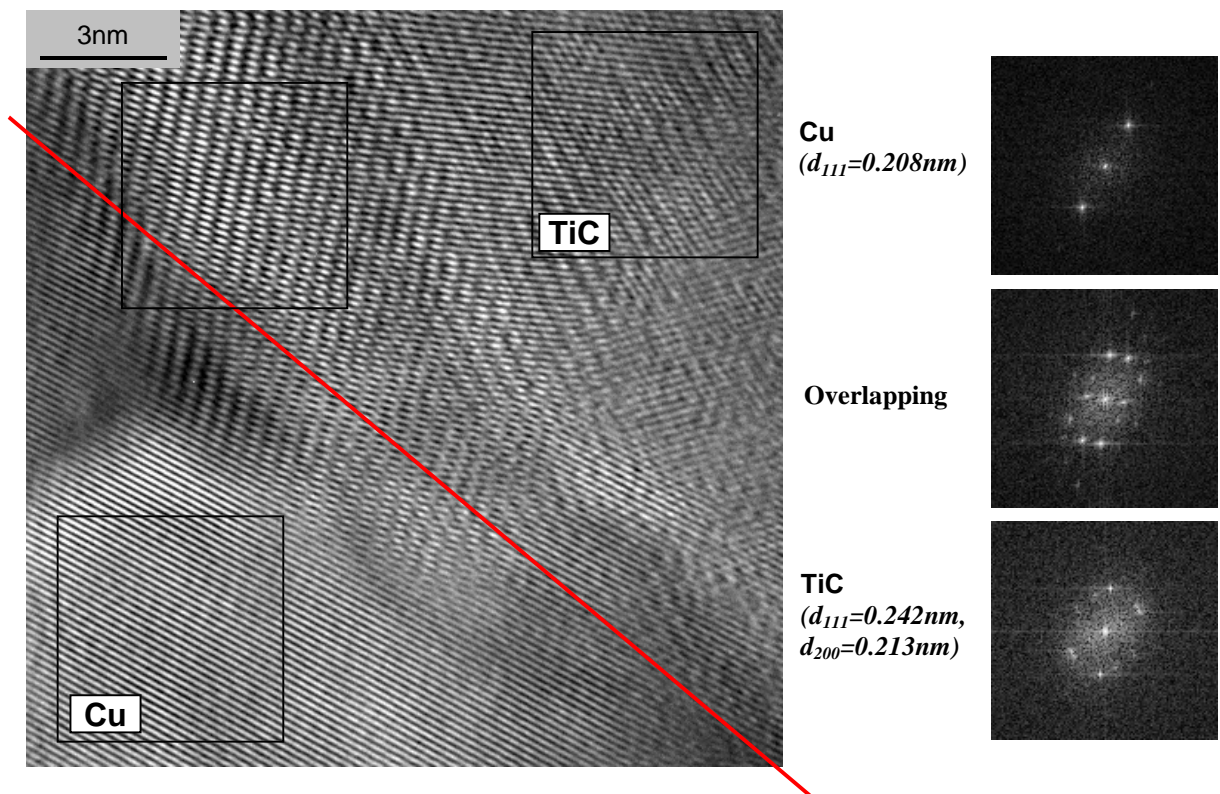 3nm
TiC
Cu
Cu
(d111=0.208nm)
Overlapping
TiC
(d111=0.242nm,
d200=0.213nm)